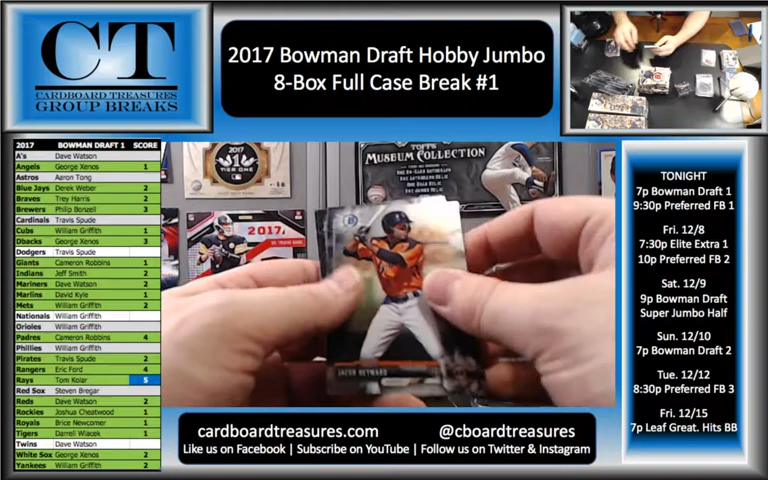 CT
CARDBOARD TREASURES
GROUP BREAKS
2017 Bowman Draft Hobby Jumbo
8-Box Full Case Break #1
2017 BOWMAN DRAFT 1 SCORE
A's Dave Watson
Angels George Xenos 1
Astros Aaron Tong
Blue Jays Derek Weber 2
Braves Trey Harris 2
Brewers Philip Bonzell 3
Cardinals Travis Spude
Cubs William Griffith 1
Dbacks George Xenos 3
Dodgers Travis Spude
Giants Cameron Robbins 1
Indians Jeff Smith 2
Mariners Dave Watson 2
Marlins David Kyle 1
Mets William Griffith 2
Nationals William Griffith
Orioles William Griffith
Padres Cameron Robbins 4
Phillies William Griffith
Pirates Travis Spude 2
Rangers Eric Ford 4
Rays Tom Kolar 5
Red Sox Steven Bregar
Reds Dave Watson 2
Rockies Joshua Cheatwood 1
Royals Brice Newcomer 1
Tigers Darrell Wiacek 1
Twins Dave Watson
White Sox George Xenos 2
Yankees William Griffith 2
2017
TIER ONE
TOPPS
MUSEUM COLLECTION
2017
JACOB HEYWARD
TONIGHT
7p Bowman Draft 1
9:30p Preferred FB 1
Fri. 12/8
7:30p Elite Extra 1
10p Preferred FB 2
Sat. 12/9
9p Bowman Draft
Super Jumbo Half
Sun. 12/10
7p Bowman Draft 2
Tue. 12/12
8:30p Preferred FB 3
Fri. 12/15
7p Leaf Great. Hits BB
cardboardtreasures.com @cboardtreasures
Like us on Facebook | Subscribe on YouTube | Follow us on Twitter & Instagram